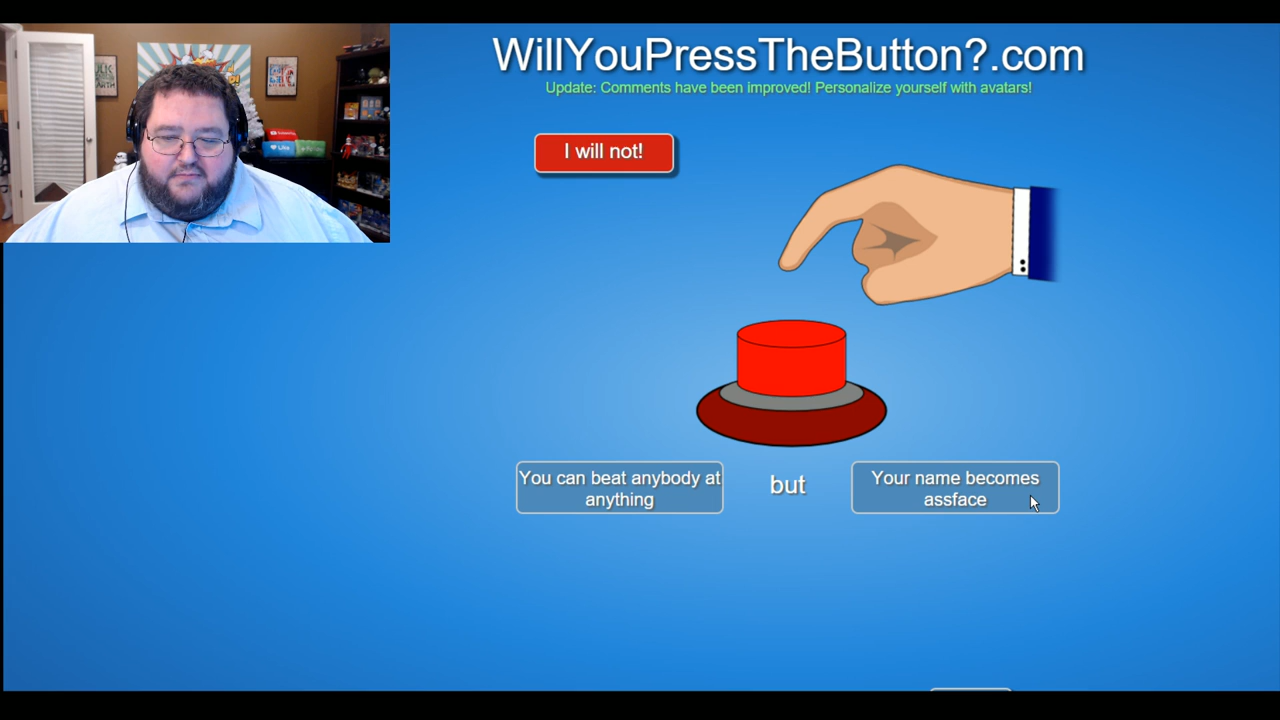 WillYouPressTheButton?.com
Update: Comments have been improved! Personalize yourself with avatars!
I will not!
You can beat anybody at
anything
but
Your name becomes
assface
Like